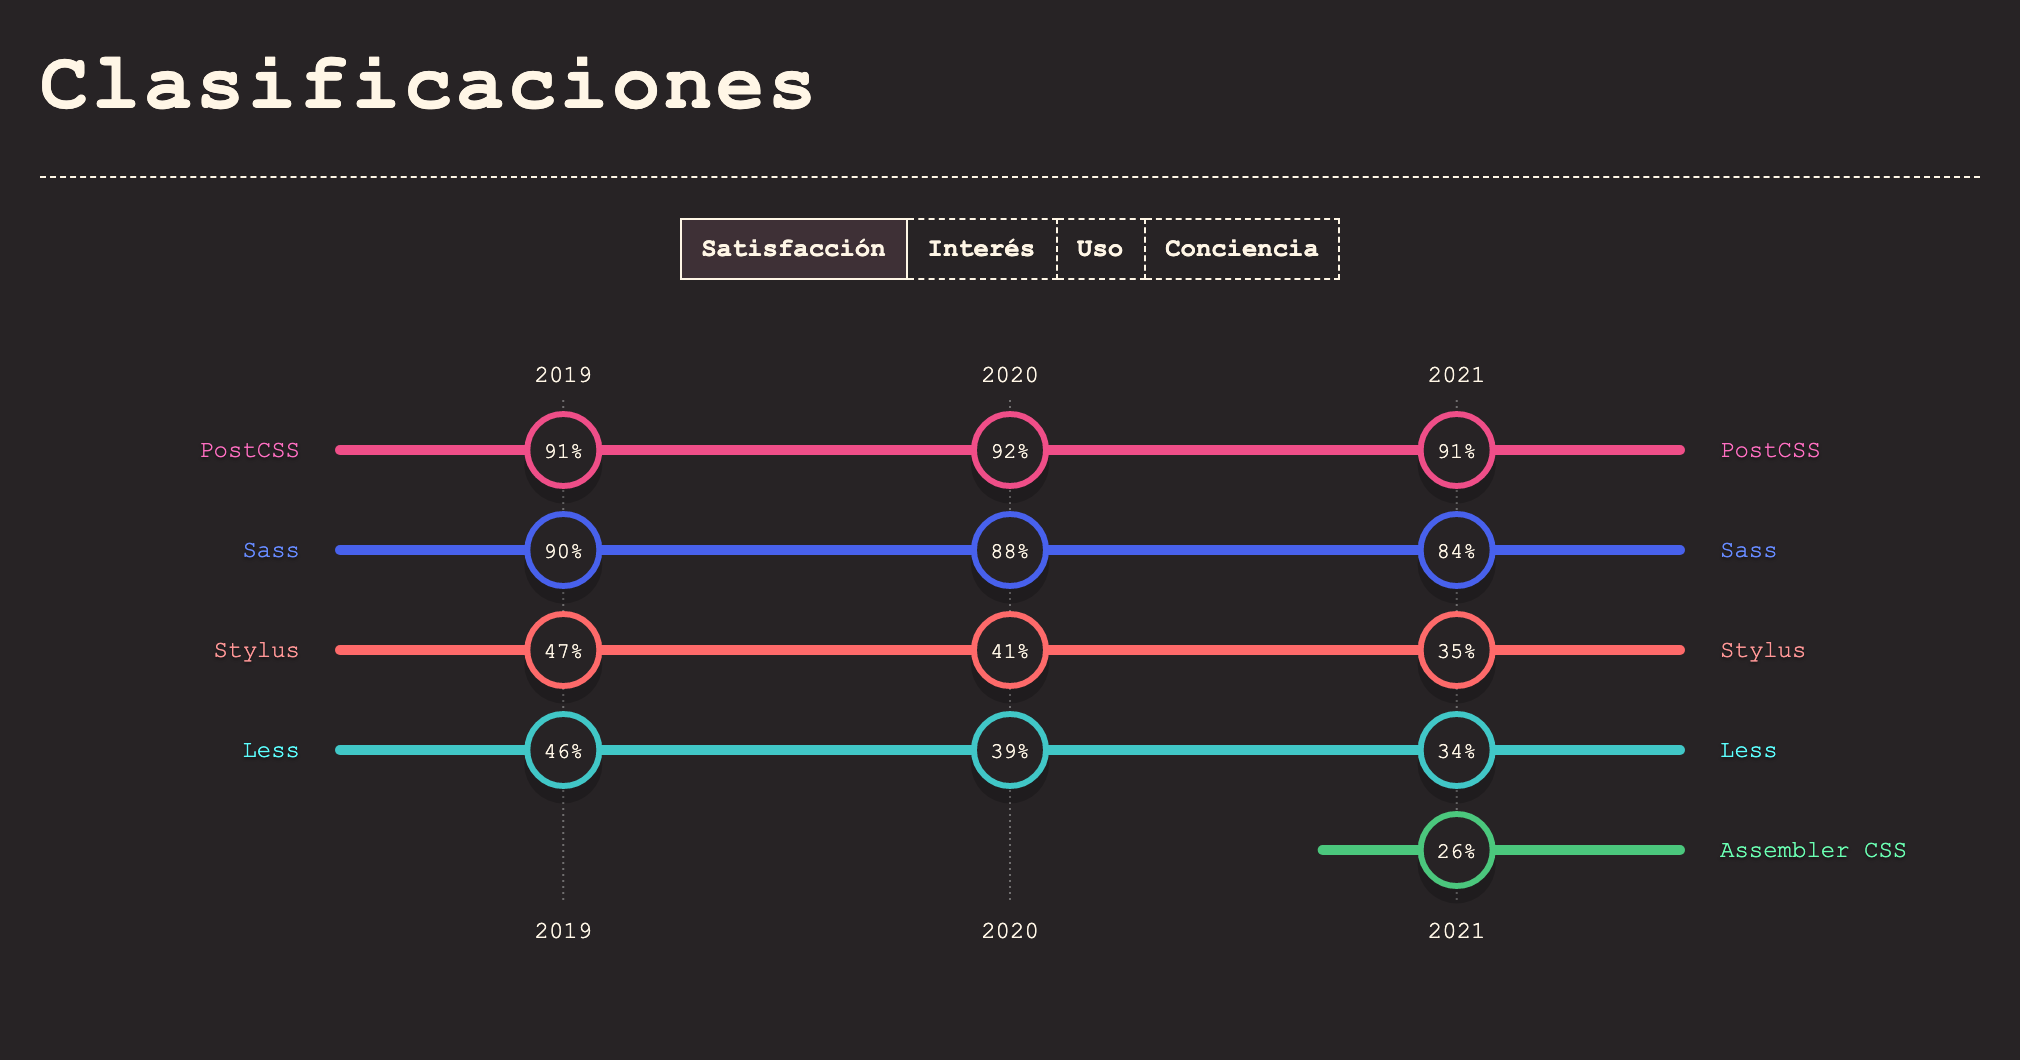 Clasificaciones
Satisfacción Interés Uso Conciencia
2019 2020 2021
PostCSS 91% 92% 91% PostCSS
Sass 90% 88% 84% Sass
Stylus 47% 41% 35% Stylus
Less 46% 39% 34% Less
26% Assembler CSS
2019 2020 2021